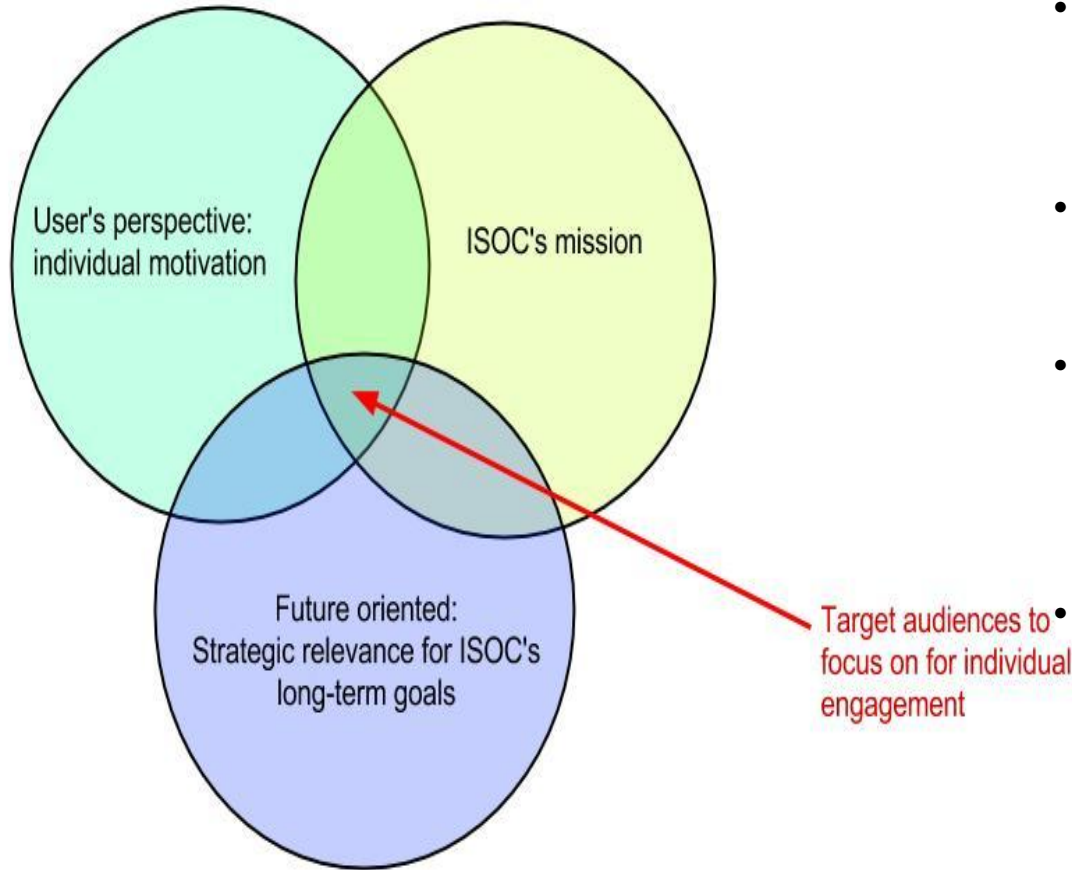 User's perspective:
individual motivation
ISOC's mission
Future oriented:
Strategic relevance for ISOC's
long-term goals
Target audiences to
focus on for individual
engagement